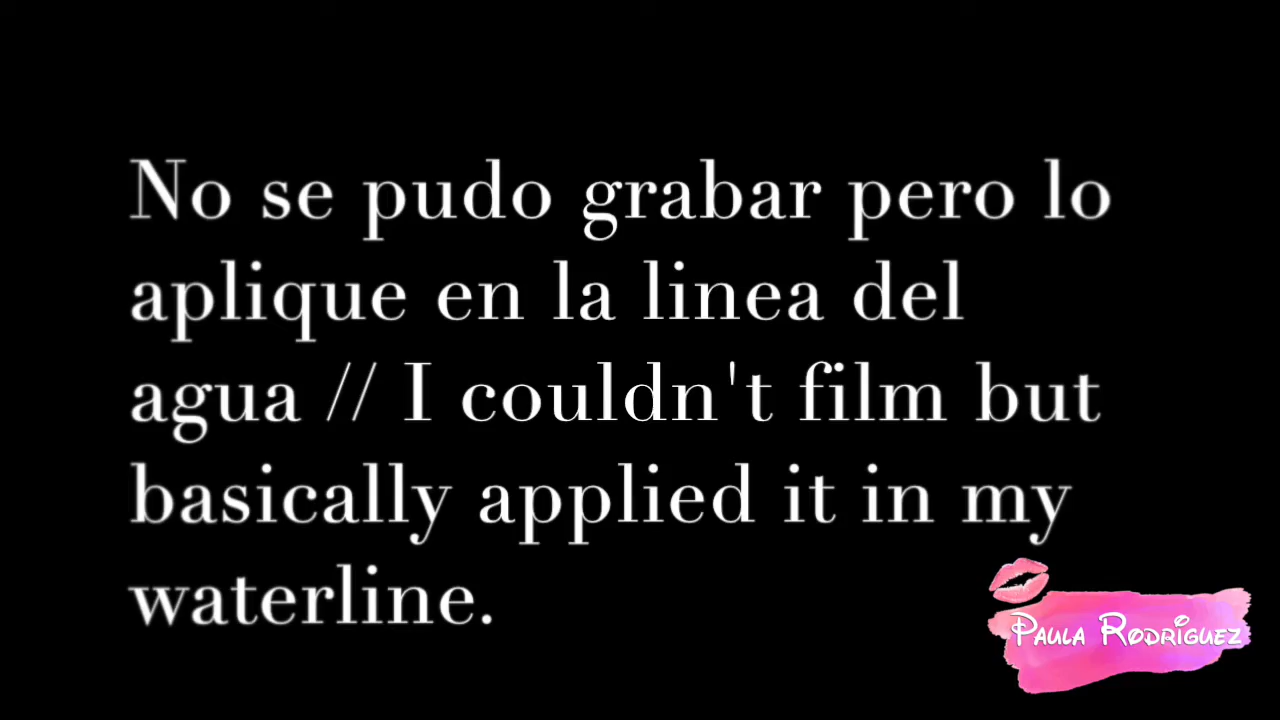 No se pudo grabar pero lo
aplique en la linea del
agua // I couldn't film but
basically applied it in my
waterline.
Paula Rodriguez